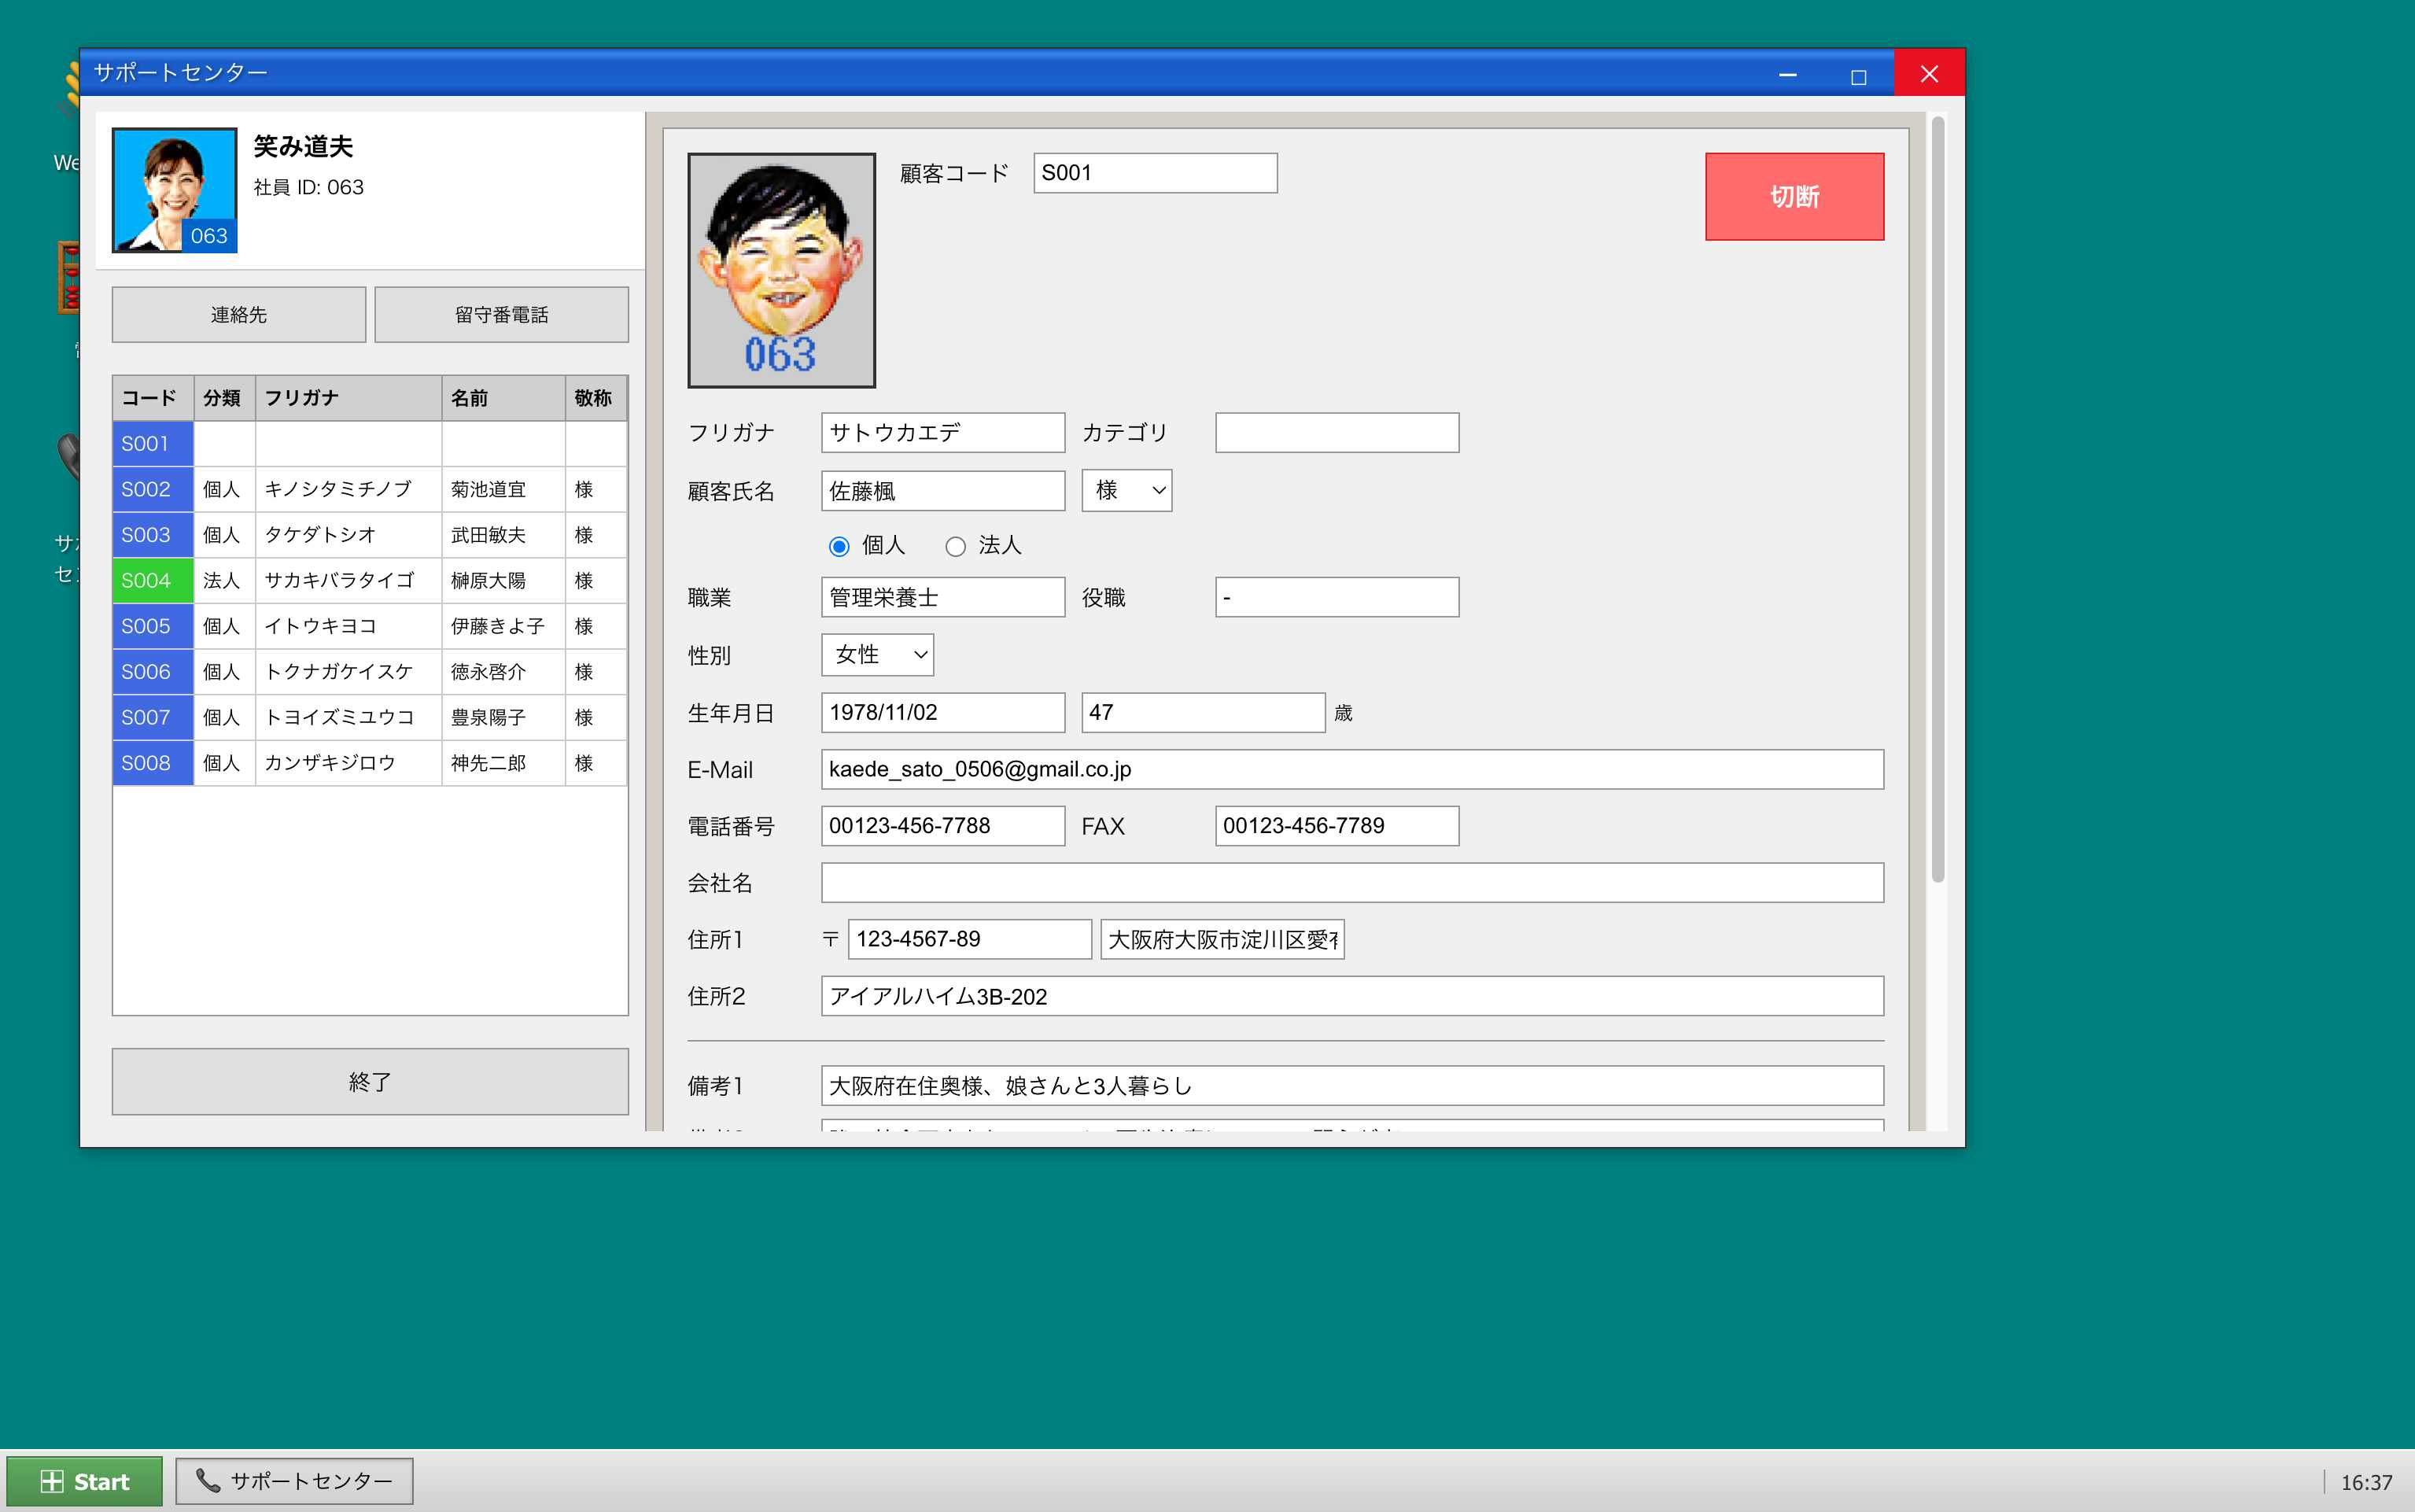 サポートセンター
We
笑み道夫
社員 ID: 063
063
連絡先
留守番電話
コード 分類 フリガナ 名前 敬称
S001
S002 個人 キノシタミチノブ 菊池道宜 様
S003 個人 タケダトシオ 武田敏夫 様
S004 法人 サカキバラタイゴ 榊原大陽 様
S005 個人 イトウキヨコ 伊藤きよ子 様
S006 個人 トクナガケイスケ 徳永啓介 様
S007 個人 トヨイズミユウコ 豊泉陽子 様
S008 個人 カンザキジロウ 神先二郎 様
終了
063
顧客コード S001
切断
フリガナ サトウカエデ カテゴリ
顧客氏名 佐藤楓 様
個人 法人
職業 管理栄養士 役職 -
性別 女性
生年月日 1978/11/02 47 歳
E-Mail kaede_sato_0506@gmail.co.jp
電話番号 00123-456-7788 FAX 00123-456-7789
会社名
住所1 〒 123-4567-89 大阪府大阪市淀川区愛
住所2 アイアルハイム3B-202
備考1 大阪府在住奥様、娘さんと3人暮らし
Start
サポートセンター
16:37